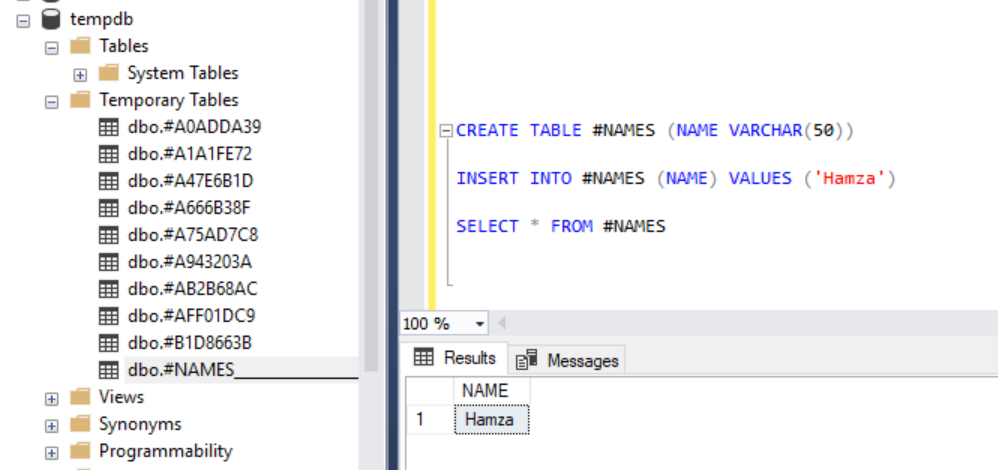 tempdb
Tables
System Tables
Temporary Tables
dbo.#A0ADDA39
dbo.#A1A1FE72
dbo.#A47E6B1D
dbo.#A666B38F
dbo.#A75AD7C8
dbo.#A943203A
dbo.#AB2B68AC
dbo.#AFF01DC9
dbo.#B1D8663B
dbo.#NAMES______________
Views
Synonyms
Programmability
CREATE TABLE #NAMES (NAME VARCHAR(50))
INSERT INTO #NAMES (NAME) VALUES ('Hamza')
SELECT * FROM #NAMES
100 %
Results Messages
NAME
1 Hamza